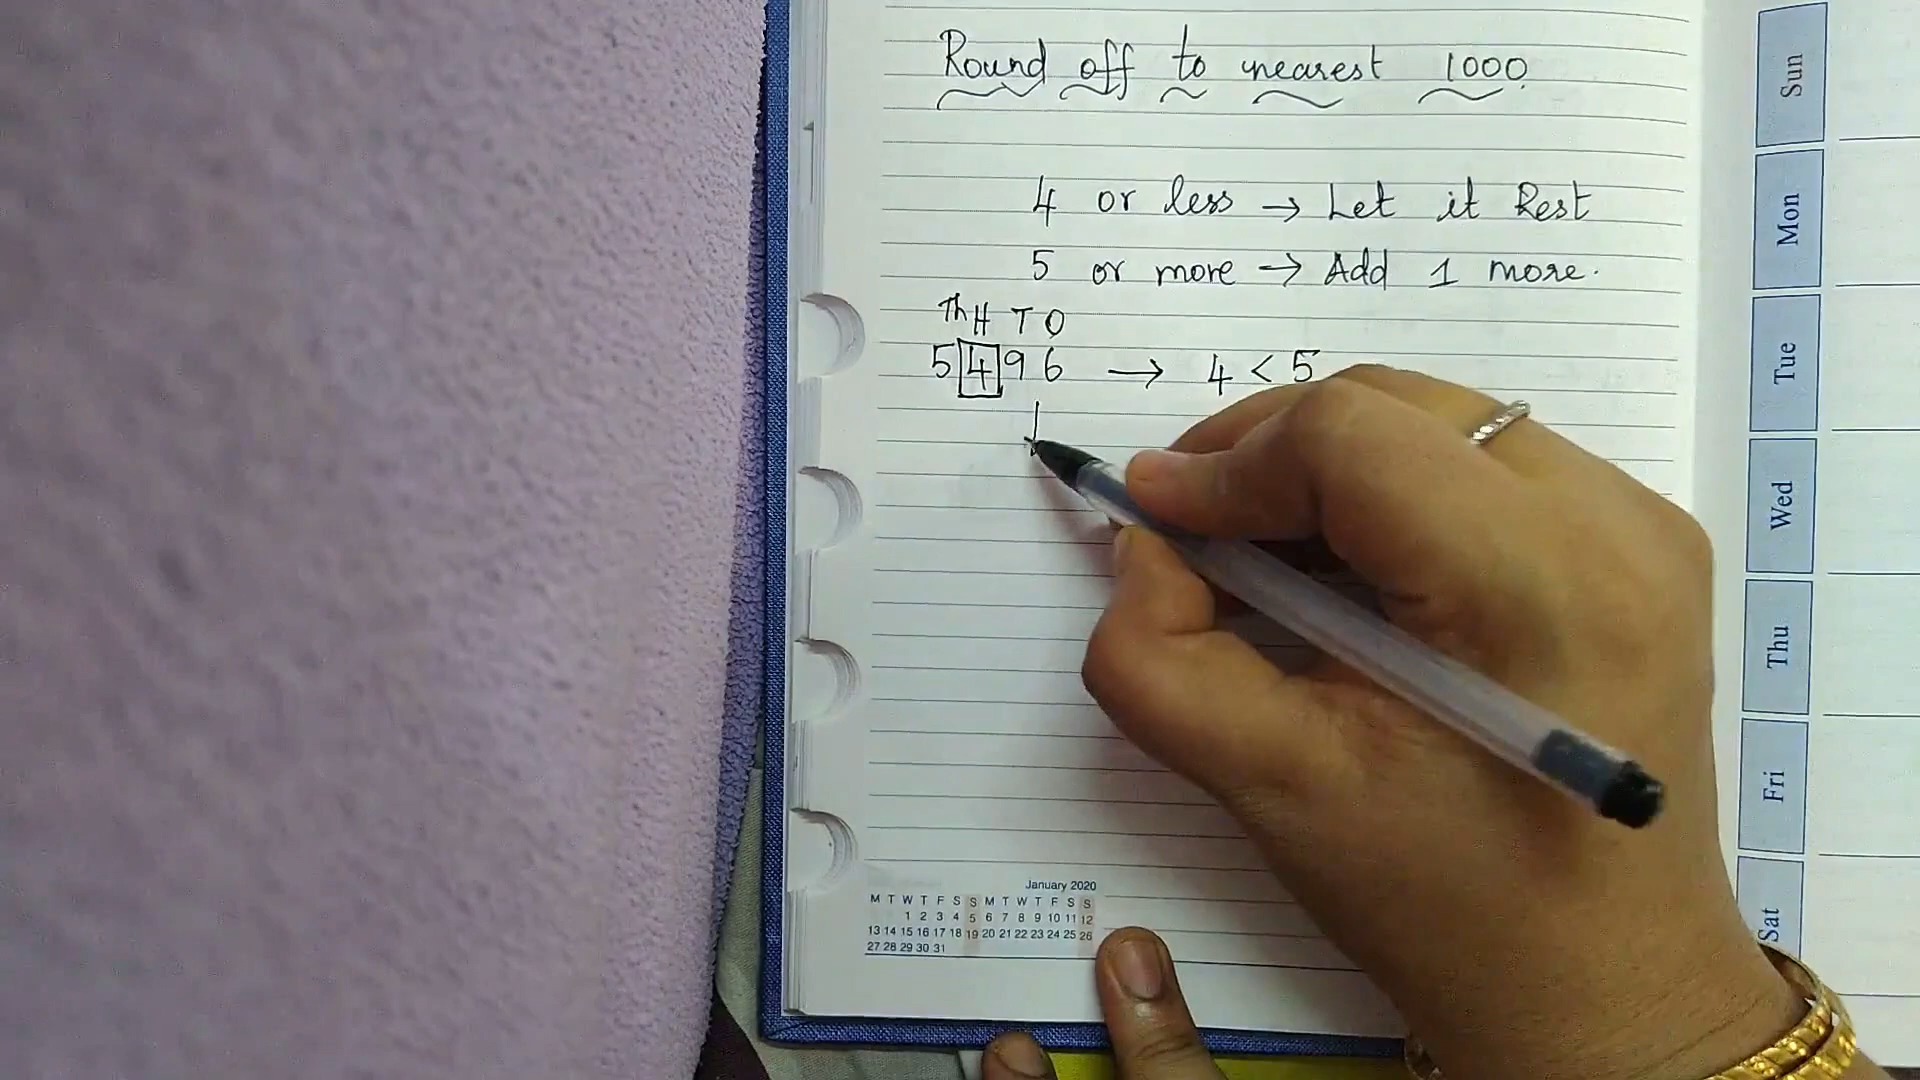 Round off to nearest 1000.
4 or less → Let it Rest
5 or more → Add 1 more.
Th H T O
5 4 9 6 → 4 < 5
January 2020
M T W T F S S M T W T F S S
1 2 3 4 5 6 7 8 9 10 11 12
13 14 15 16 17 18 19 20 21 22 23 24 25 26
27 28 29 30 31
Sun
Mon
Tue
Wed
Thu
Fri
Sat